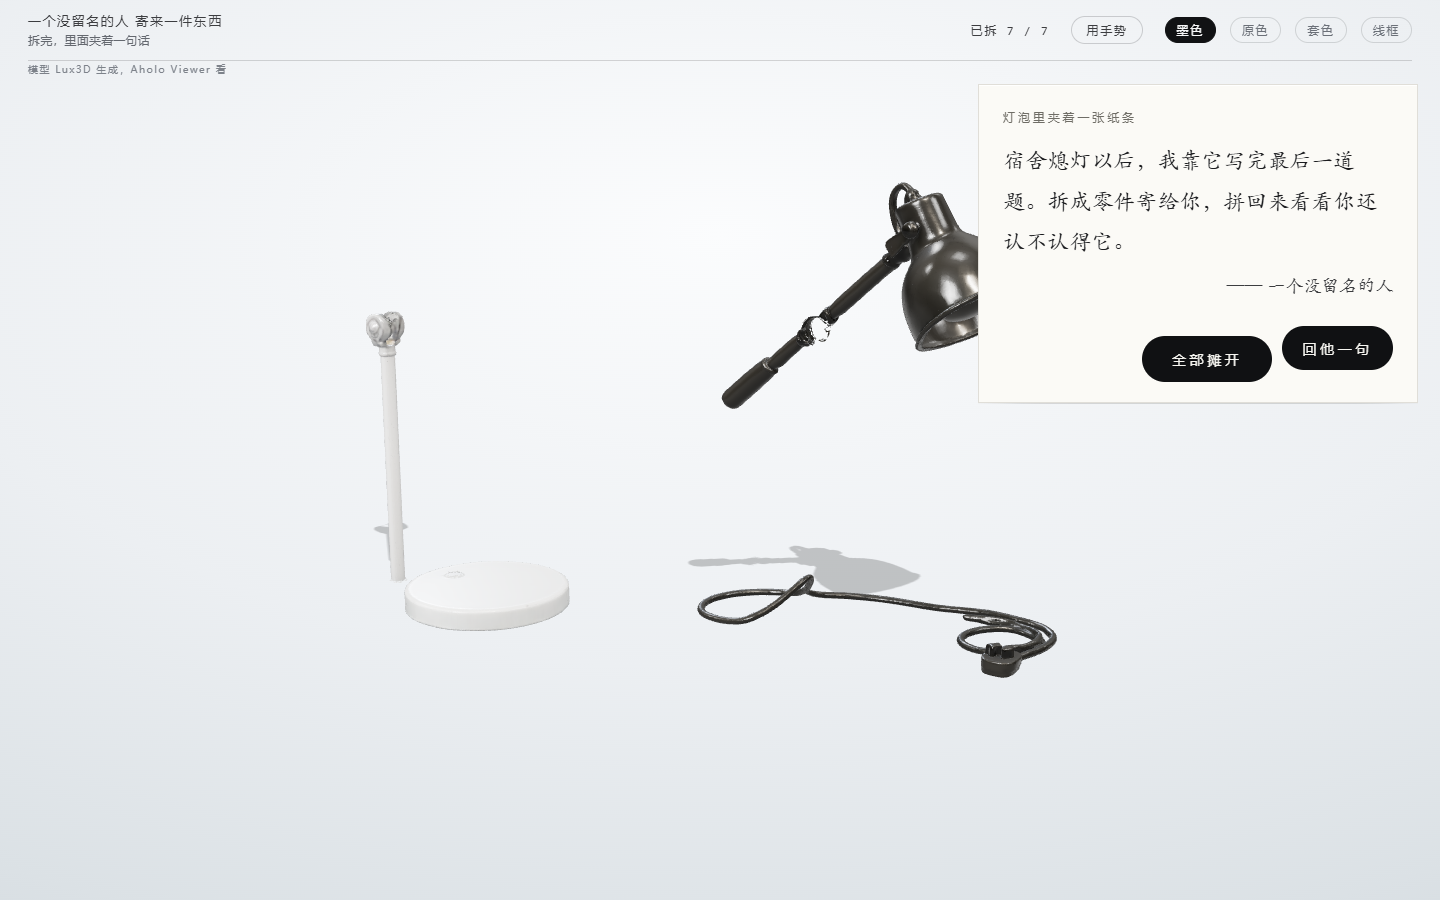 一个没留名的人 寄来一件东西
拆完，里面夹着一句话
已拆 7 / 7
用手势
墨色
原色
套色
线框
模型 Lux3D 生成，Aholo Viewer 看
灯泡里夹着一张纸条
宿舍熄灯以后，我靠它写完最后一道
题。拆成零件寄给你，拼回来看看你还
认不认得它。
—— 一个没留名的人
全部摊开
回他一句